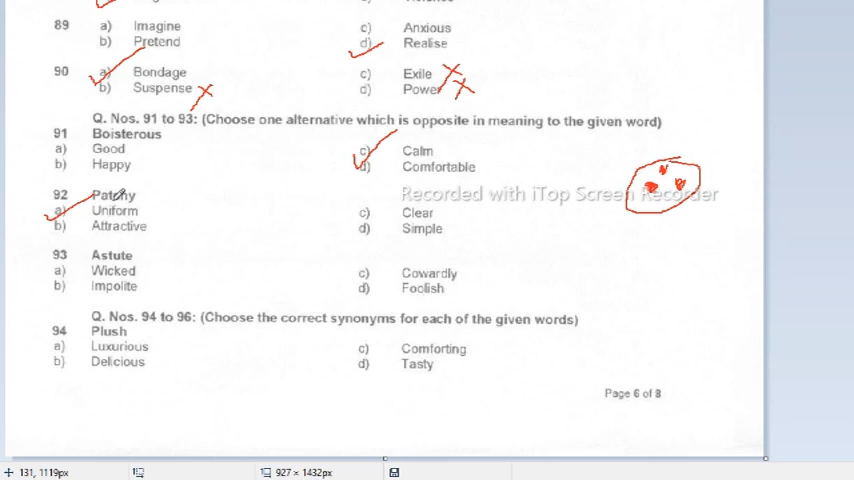 89 a) Imagine c) Anxious
b) Pretend d) Realise
90 a) Bondage c) Exile
b) Suspense d) Power
Q. Nos. 91 to 93: (Choose one alternative which is opposite in meaning to the given word)
91 Boisterous
a) Good c) Calm
b) Happy d) Comfortable
92 Patchy
Recorded with iTop Screen Recorder
a) Uniform c) Clear
b) Attractive d) Simple
93 Astute
a) Wicked c) Cowardly
b) Impolite d) Foolish
Q. Nos. 94 to 96: (Choose the correct synonyms for each of the given words)
94 Plush
a) Luxurious c) Comforting
b) Delicious d) Tasty
Page 6 of 8
131, 1119px 927 × 1432px